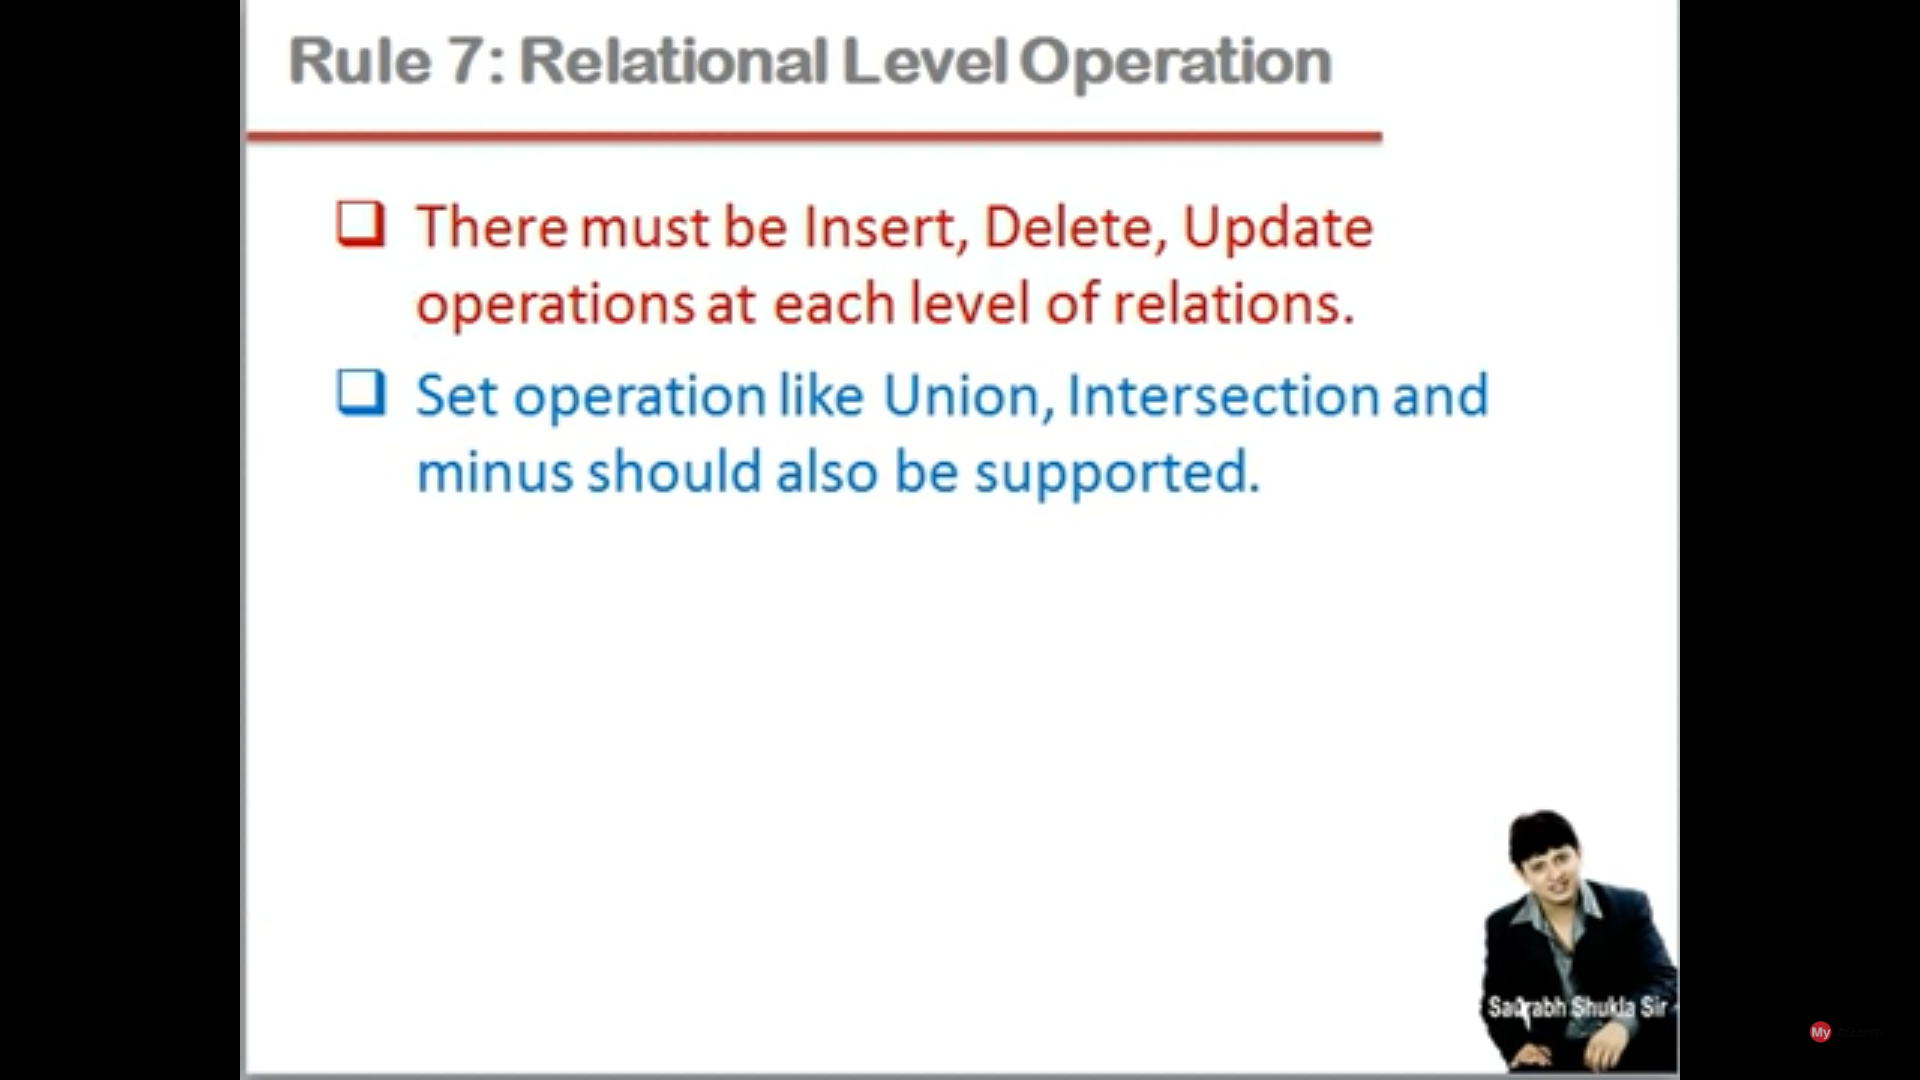 Rule 7: Relational Level Operation
There must be Insert, Delete, Update
operations at each level of relations.
Set operation like Union, Intersection and
minus should also be supported.
Saurabh Shukla Sir
My